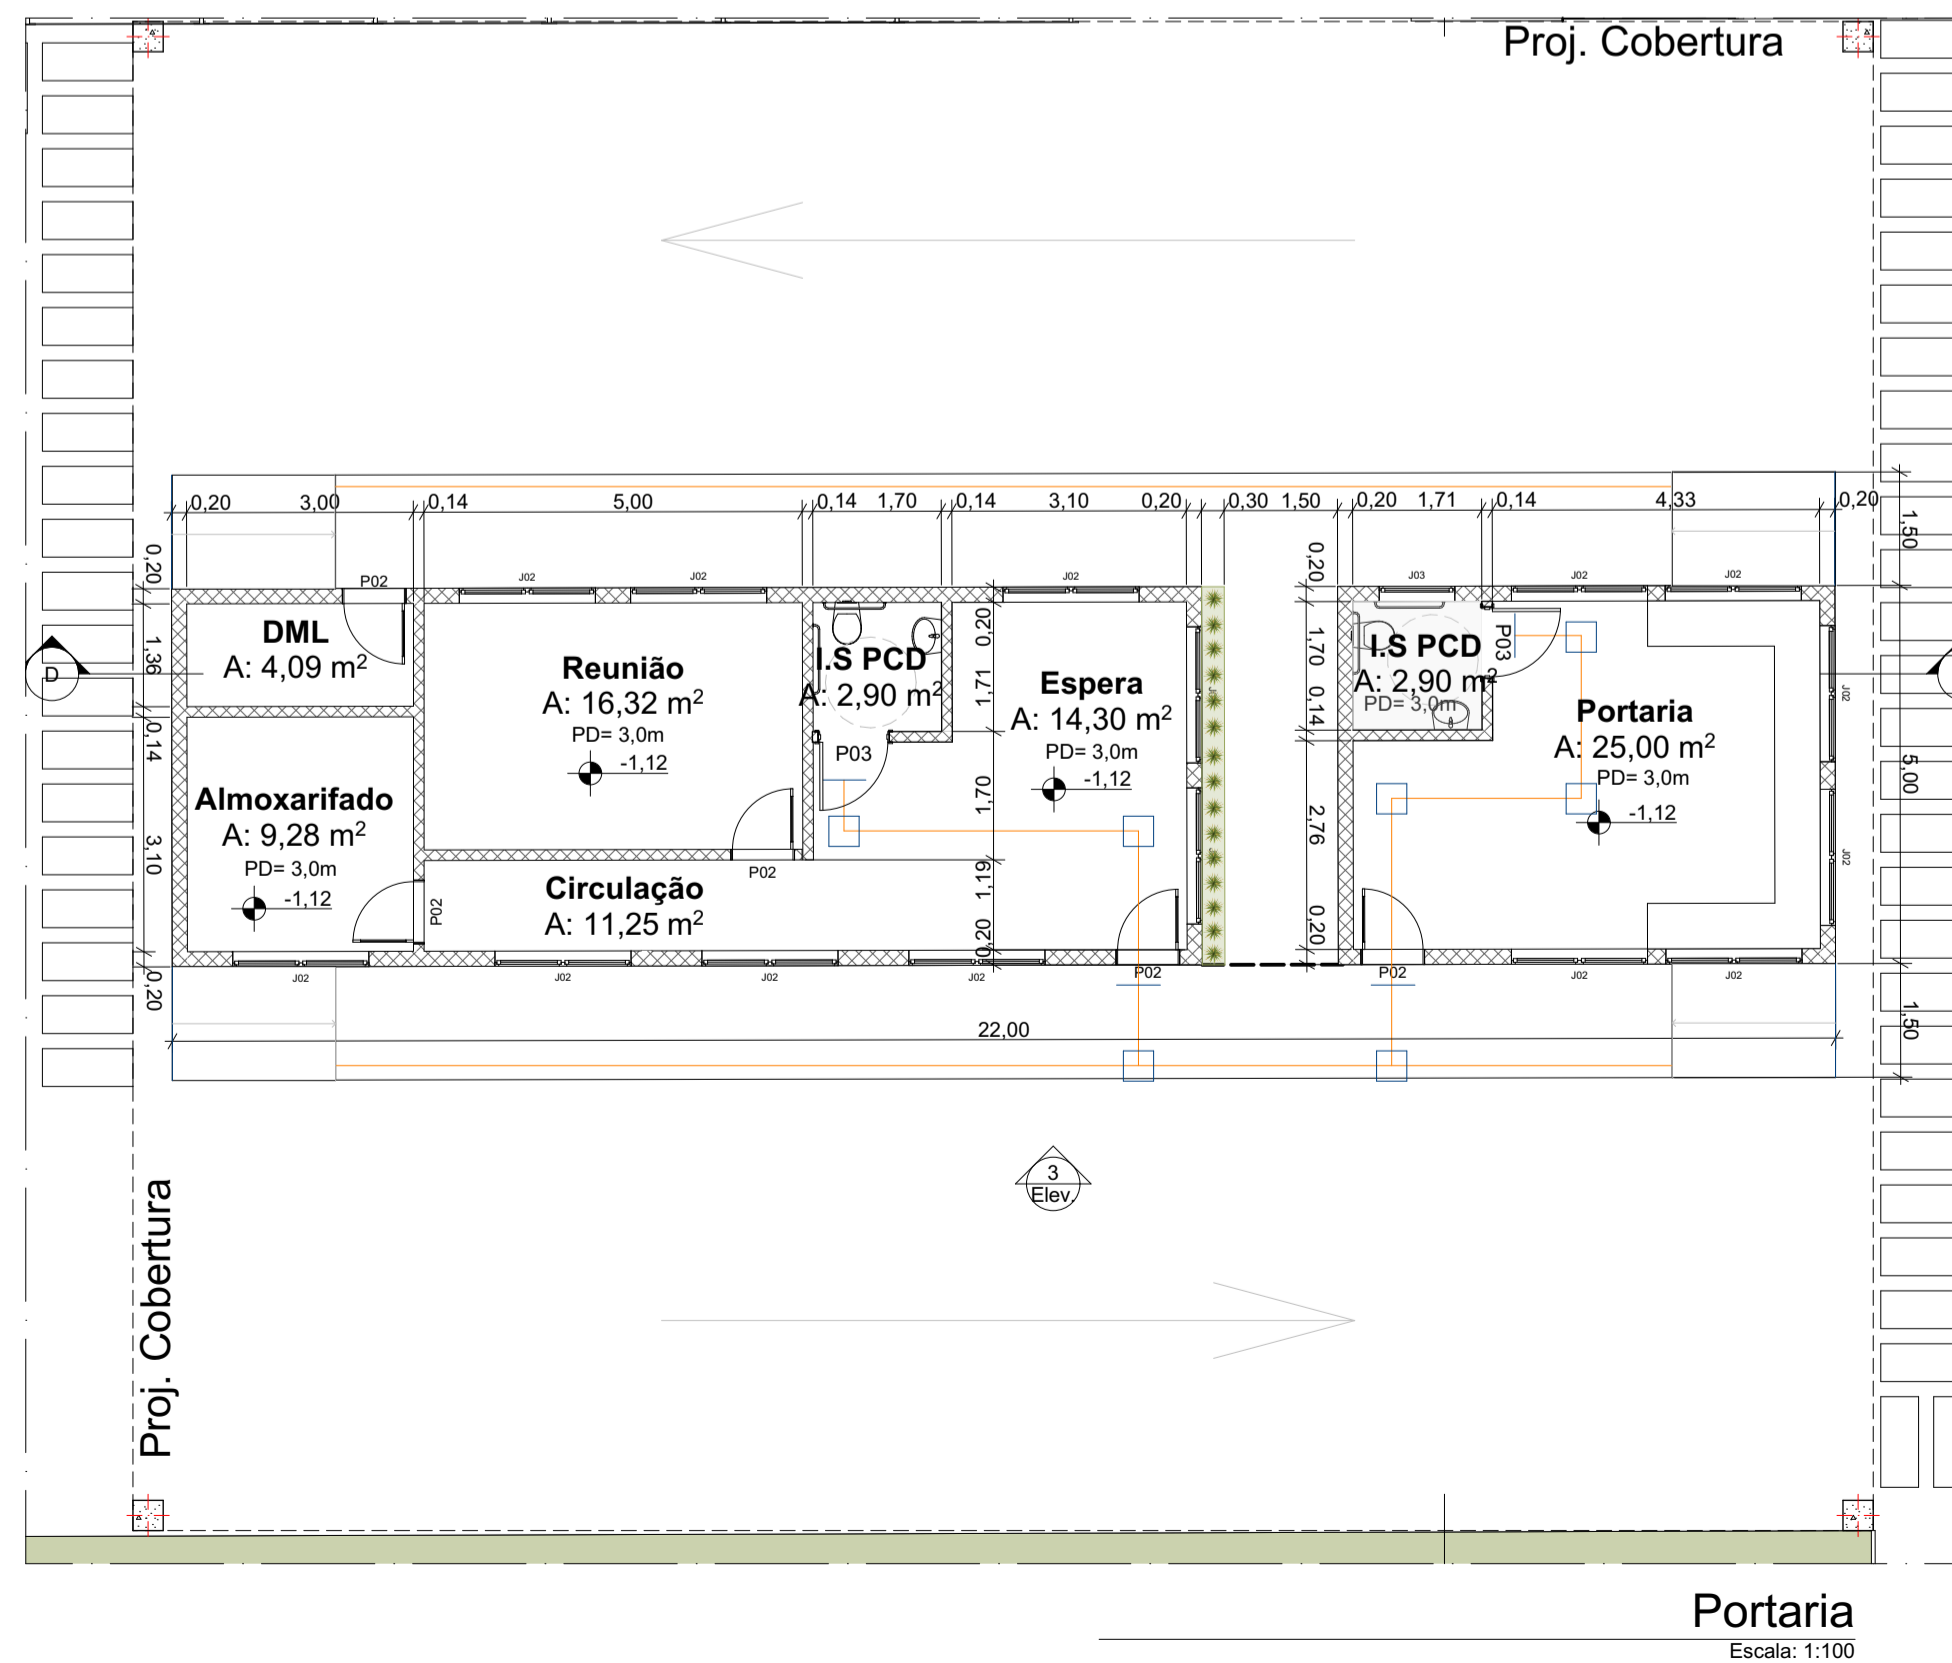 Proj. Cobertura
0,20 3,00 0,14 5,00 0,14 1,70 0,14 3,10 0,20 0,30 1,50 0,20 1,71 0,14 4,33 0,20
1,50
5,00
1,50
0,20
1,36
0,14
3,10
0,20
P02
J02
J02
J02
J03
J02
J02
DML
A: 4,09 m²
Reunião
A: 16,32 m²
PD= 3,0m
-1,12
I.S PCD
A: 2,90 m²
P03
0,20
1,71
1,70
1,19
0,20
Espera
A: 14,30 m²
PD= 3,0m
-1,12
0,20
1,70
0,14
2,76
0,20
I.S PCD
A: 2,90 m²
PD= 3,0m
P03
Portaria
A: 25,00 m²
PD= 3,0m
-1,12
J02
J02
D
Almoxarifado
A: 9,28 m²
PD= 3,0m
-1,12
P02
P02
Circulação
A: 11,25 m²
J02
J02
J02
J02
P02
P02
J02
J02
22,00
3
Elev.
Proj. Cobertura
Portaria
Escala: 1:100